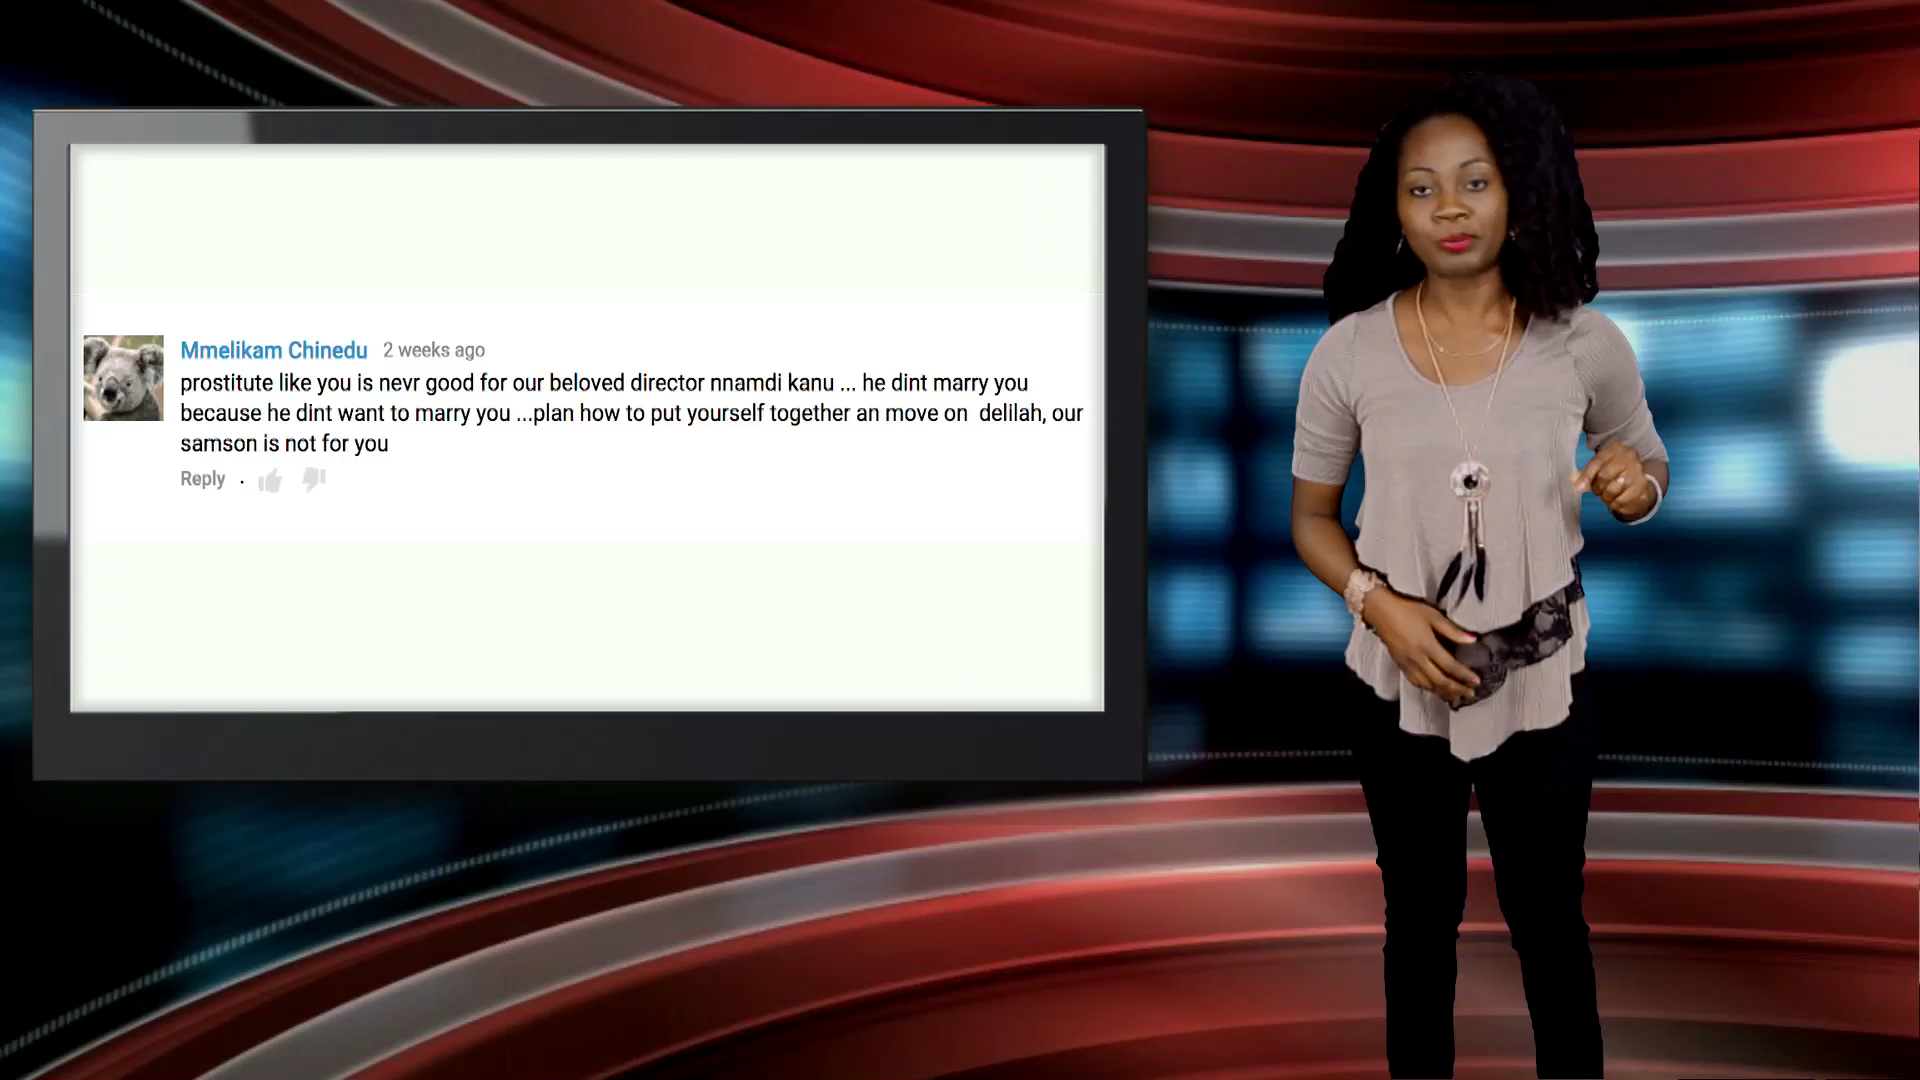 Mmelikam Chinedu 2 weeks ago
prostitute like you is nevr good for our beloved director nnamdi kanu ... he dint marry you
because he dint want to marry you ...plan how to put yourself together an move on delilah, our
samson is not for you
Reply .